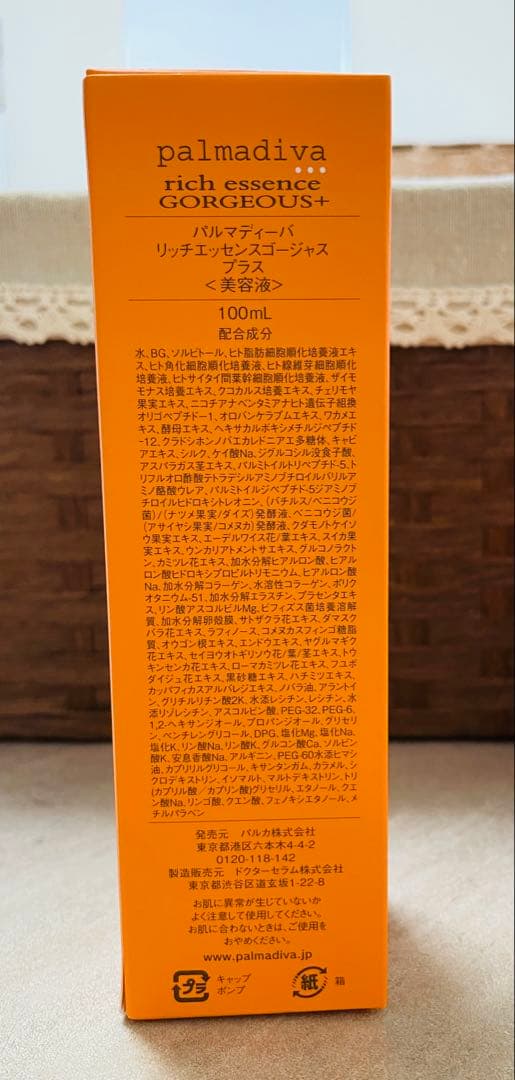 palmadiva
rich essence
GORGEOUS+
パルマディーバ
リッチエッセンスゴージャス
プラス
<美容液>
100mL
配合成分
水、BG、ソルビトール、ヒト脂肪細胞順化培養液エキ
ス、ヒト角化細胞順化培養液、ヒト線維芽細胞順化
培養液、ヒトサイタイ間葉幹細胞順化培養液、ザイモ
モナス培養エキス、クコカルス培養エキス、チェリモヤ
果実エキス、ニコチアナベンタミアナヒト遺伝子組換
オリゴペプチド-1、オロバンケラブムエキス、ワカメエ
キス、酵母エキス、ヘキサカルボキシメチルジペプチド
-12、クラドシホンノバエカレドニアエ多糖体、キャビ
アエキス、シルク、ケイ酸Na、ジグルコシル没食子酸、
アスパラガス茎エキス、パルミトイルトリペプチド-5、ト
リフルオロ酢酸テトラデシルアミノブチロイルバリルア
ミノ酪酸ウレア、パルミトイルジペプチド-5ジアミノブ
チロイルヒドロキシトレオニン、(バチルス/ベニコウジ
菌)/(ナツメ果実/ダイズ)発酵液、ベニコウジ菌/
(アサイヤシ果実/コメヌカ)発酵液、クダモノトケイソ
ウ果実エキス、エーデルワイス花/葉エキス、スイカ果
実エキス、ウンカリアトメントサエキス、グルコノラクト
ン、カミツレ花エキス、加水分解ヒアルロン酸、ヒアル
ロン酸ヒドロキシプロピルトリモニウム、ヒアルロン酸
Na、加水分解コラーゲン、水溶性コラーゲン、ポリク
オタニウム-51、加水分解エラスチン、プラセンタエキ
ス、リン酸アスコルビルMg、ビフィズス菌培養溶解
質、加水分解卵殻膜、サトザクラ花エキス、ダマスク
バラ花エキス、ラフィノース、コメヌカスフィンゴ糖脂
質、オウゴン根エキス、エンドウエキス、ヤグルマギク
花エキス、セイヨウオトギリソウ花/葉/茎エキス、トウ
キンセンカ花エキス、ローマカミツレ花エキス、フユボ
ダイジュ花エキス、黒砂糖エキス、ハチミツエキス、
カッパフィカスアルバレジエキス、ノバラ油、アラントイ
ン、グリチルリチン酸2K、水添レシチン、レシチン、水
添リゾレシチン、アスコルビン酸、PEG-32、PEG-6、
1,2-ヘキサンジオール、プロパンジオール、グリセリ
ン、ペンチレングリコール、DPG、塩化Mg、塩化Na、
塩化K、リン酸Na、リン酸K、グルコン酸Ca、ソルビン
酸K、安息香酸Na、アルギニン、PEG-60水添ヒマシ
油、カプリリルグリコール、キサンタンガム、カラメル、シ
クロデキストリン、イソマルト、マルトデキストリン、トリ
(カプリル酸/カプリン酸)グリセリル、エタノール、クエ
ン酸Na、リンゴ酸、クエン酸、フェノキシエタノール、メ
チルパラベン
発売元 パルカ株式会社
東京都港区六本木4-4-2
0120-118-142
製造販売元 ドクターセラム株式会社
東京都渋谷区道玄坂1-22-8
お肌に異常が生じていないか
よく注意して使用してください。
お肌に合わないときは、ご使用を
おやめください。
www.palmadiva.jp
プラ キャップ
ポンプ
紙 箱